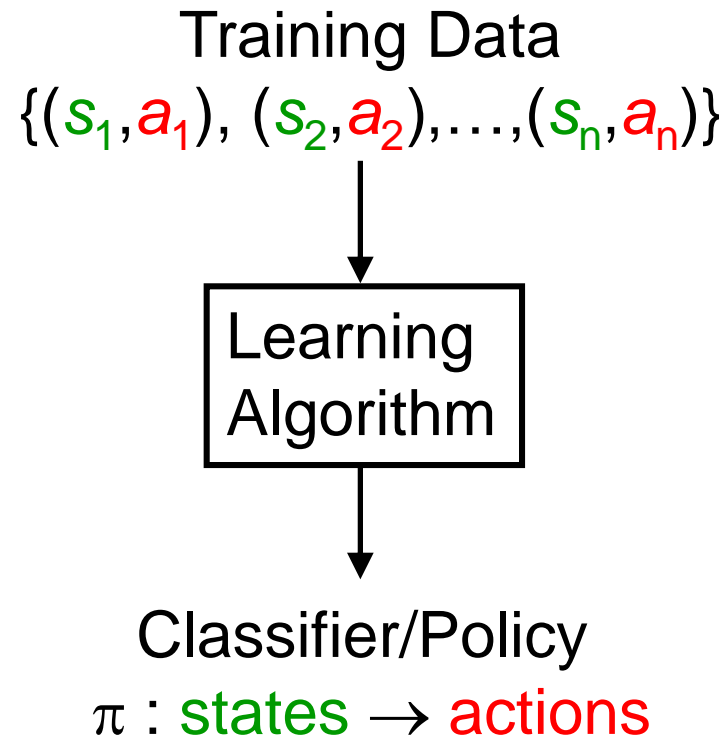 Training Data
{(s₁,a₁), (s₂,a₂),…,(sₙ,aₙ)}
Learning
Algorithm
Classifier/Policy
π : states → actions